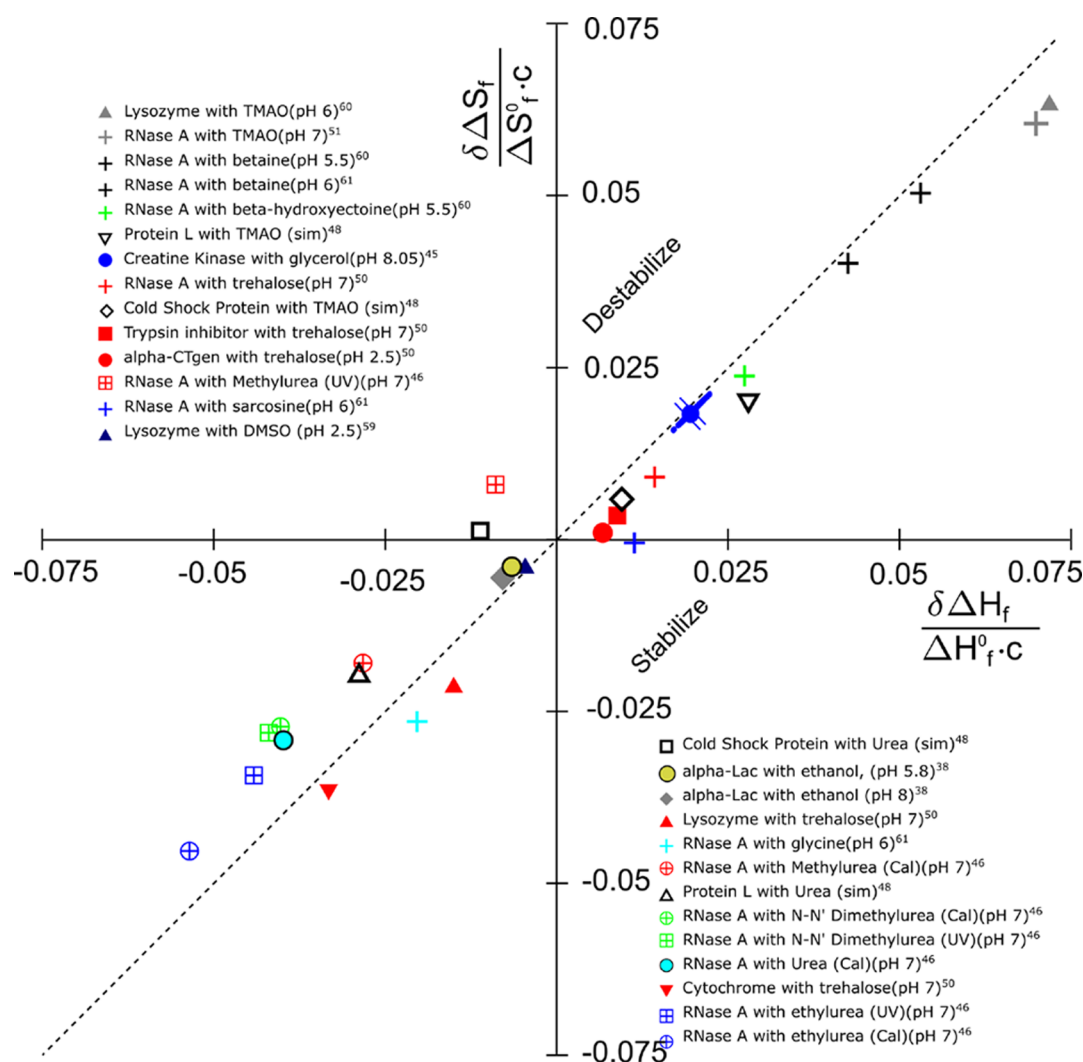 0.075
δΔSf
ΔS⁰f·c
Lysozyme with TMAO(pH 6)⁶⁰
RNase A with TMAO(pH 7)⁵¹
RNase A with betaine(pH 5.5)⁶⁰
RNase A with betaine(pH 6)⁶¹
RNase A with beta-hydroxyectoine(pH 5.5)⁶⁰
Protein L with TMAO (sim)⁴⁸
Creatine Kinase with glycerol(pH 8.05)⁴⁵
RNase A with trehalose(pH 7)⁵⁰
Cold Shock Protein with TMAO (sim)⁴⁸
Trypsin inhibitor with trehalose(pH 7)⁵⁰
alpha-CTgen with trehalose(pH 2.5)⁵⁰
RNase A with Methylurea (UV)(pH 7)⁴⁶
RNase A with sarcosine(pH 6)⁶¹
Lysozyme with DMSO (pH 2.5)⁵⁹
0.05
Destabilize
0.025
-0.075 -0.05 -0.025 0.025 0.05 0.075
Stabilize
δΔHf
ΔH⁰f·c
-0.025
Cold Shock Protein with Urea (sim)⁴⁸
alpha-Lac with ethanol, (pH 5.8)³⁸
alpha-Lac with ethanol (pH 8)³⁸
Lysozyme with trehalose(pH 7)⁵⁰
RNase A with glycine(pH 6)⁶¹
RNase A with Methylurea (Cal)(pH 7)⁴⁶
Protein L with Urea (sim)⁴⁸
RNase A with N-N' Dimethylurea (Cal)(pH 7)⁴⁶
RNase A with N-N' Dimethylurea (UV)(pH 7)⁴⁶
RNase A with Urea (Cal)(pH 7)⁴⁶
Cytochrome with trehalose(pH 7)⁵⁰
RNase A with ethylurea (UV)(pH 7)⁴⁶
RNase A with ethylurea (Cal)(pH 7)⁴⁶
-0.05
-0.075